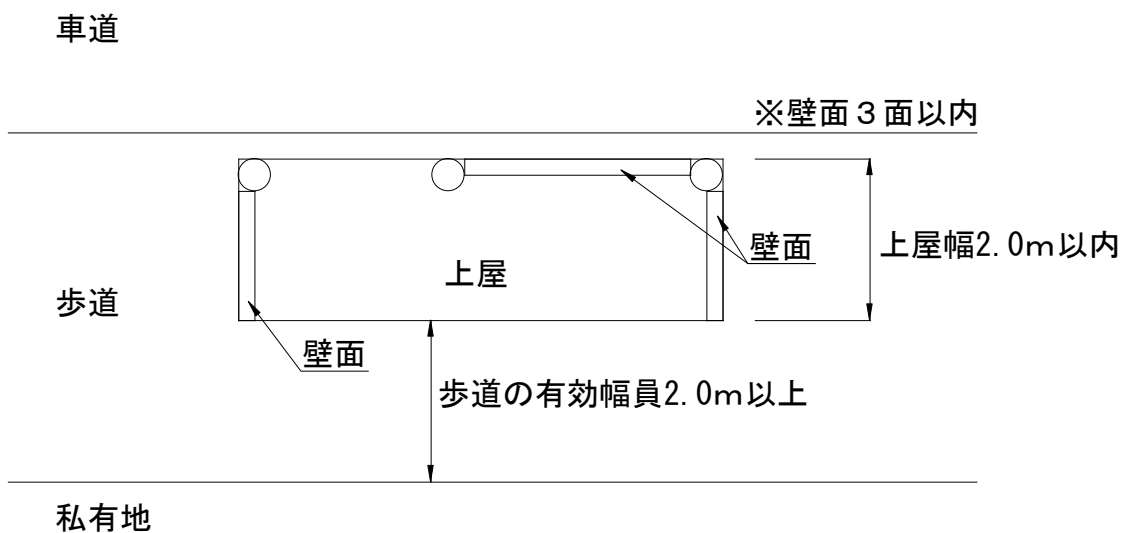 車道
※壁面３面以内
壁面
上屋幅2.0ｍ以内
上屋
歩道
壁面
歩道の有効幅員2.0ｍ以上
私有地